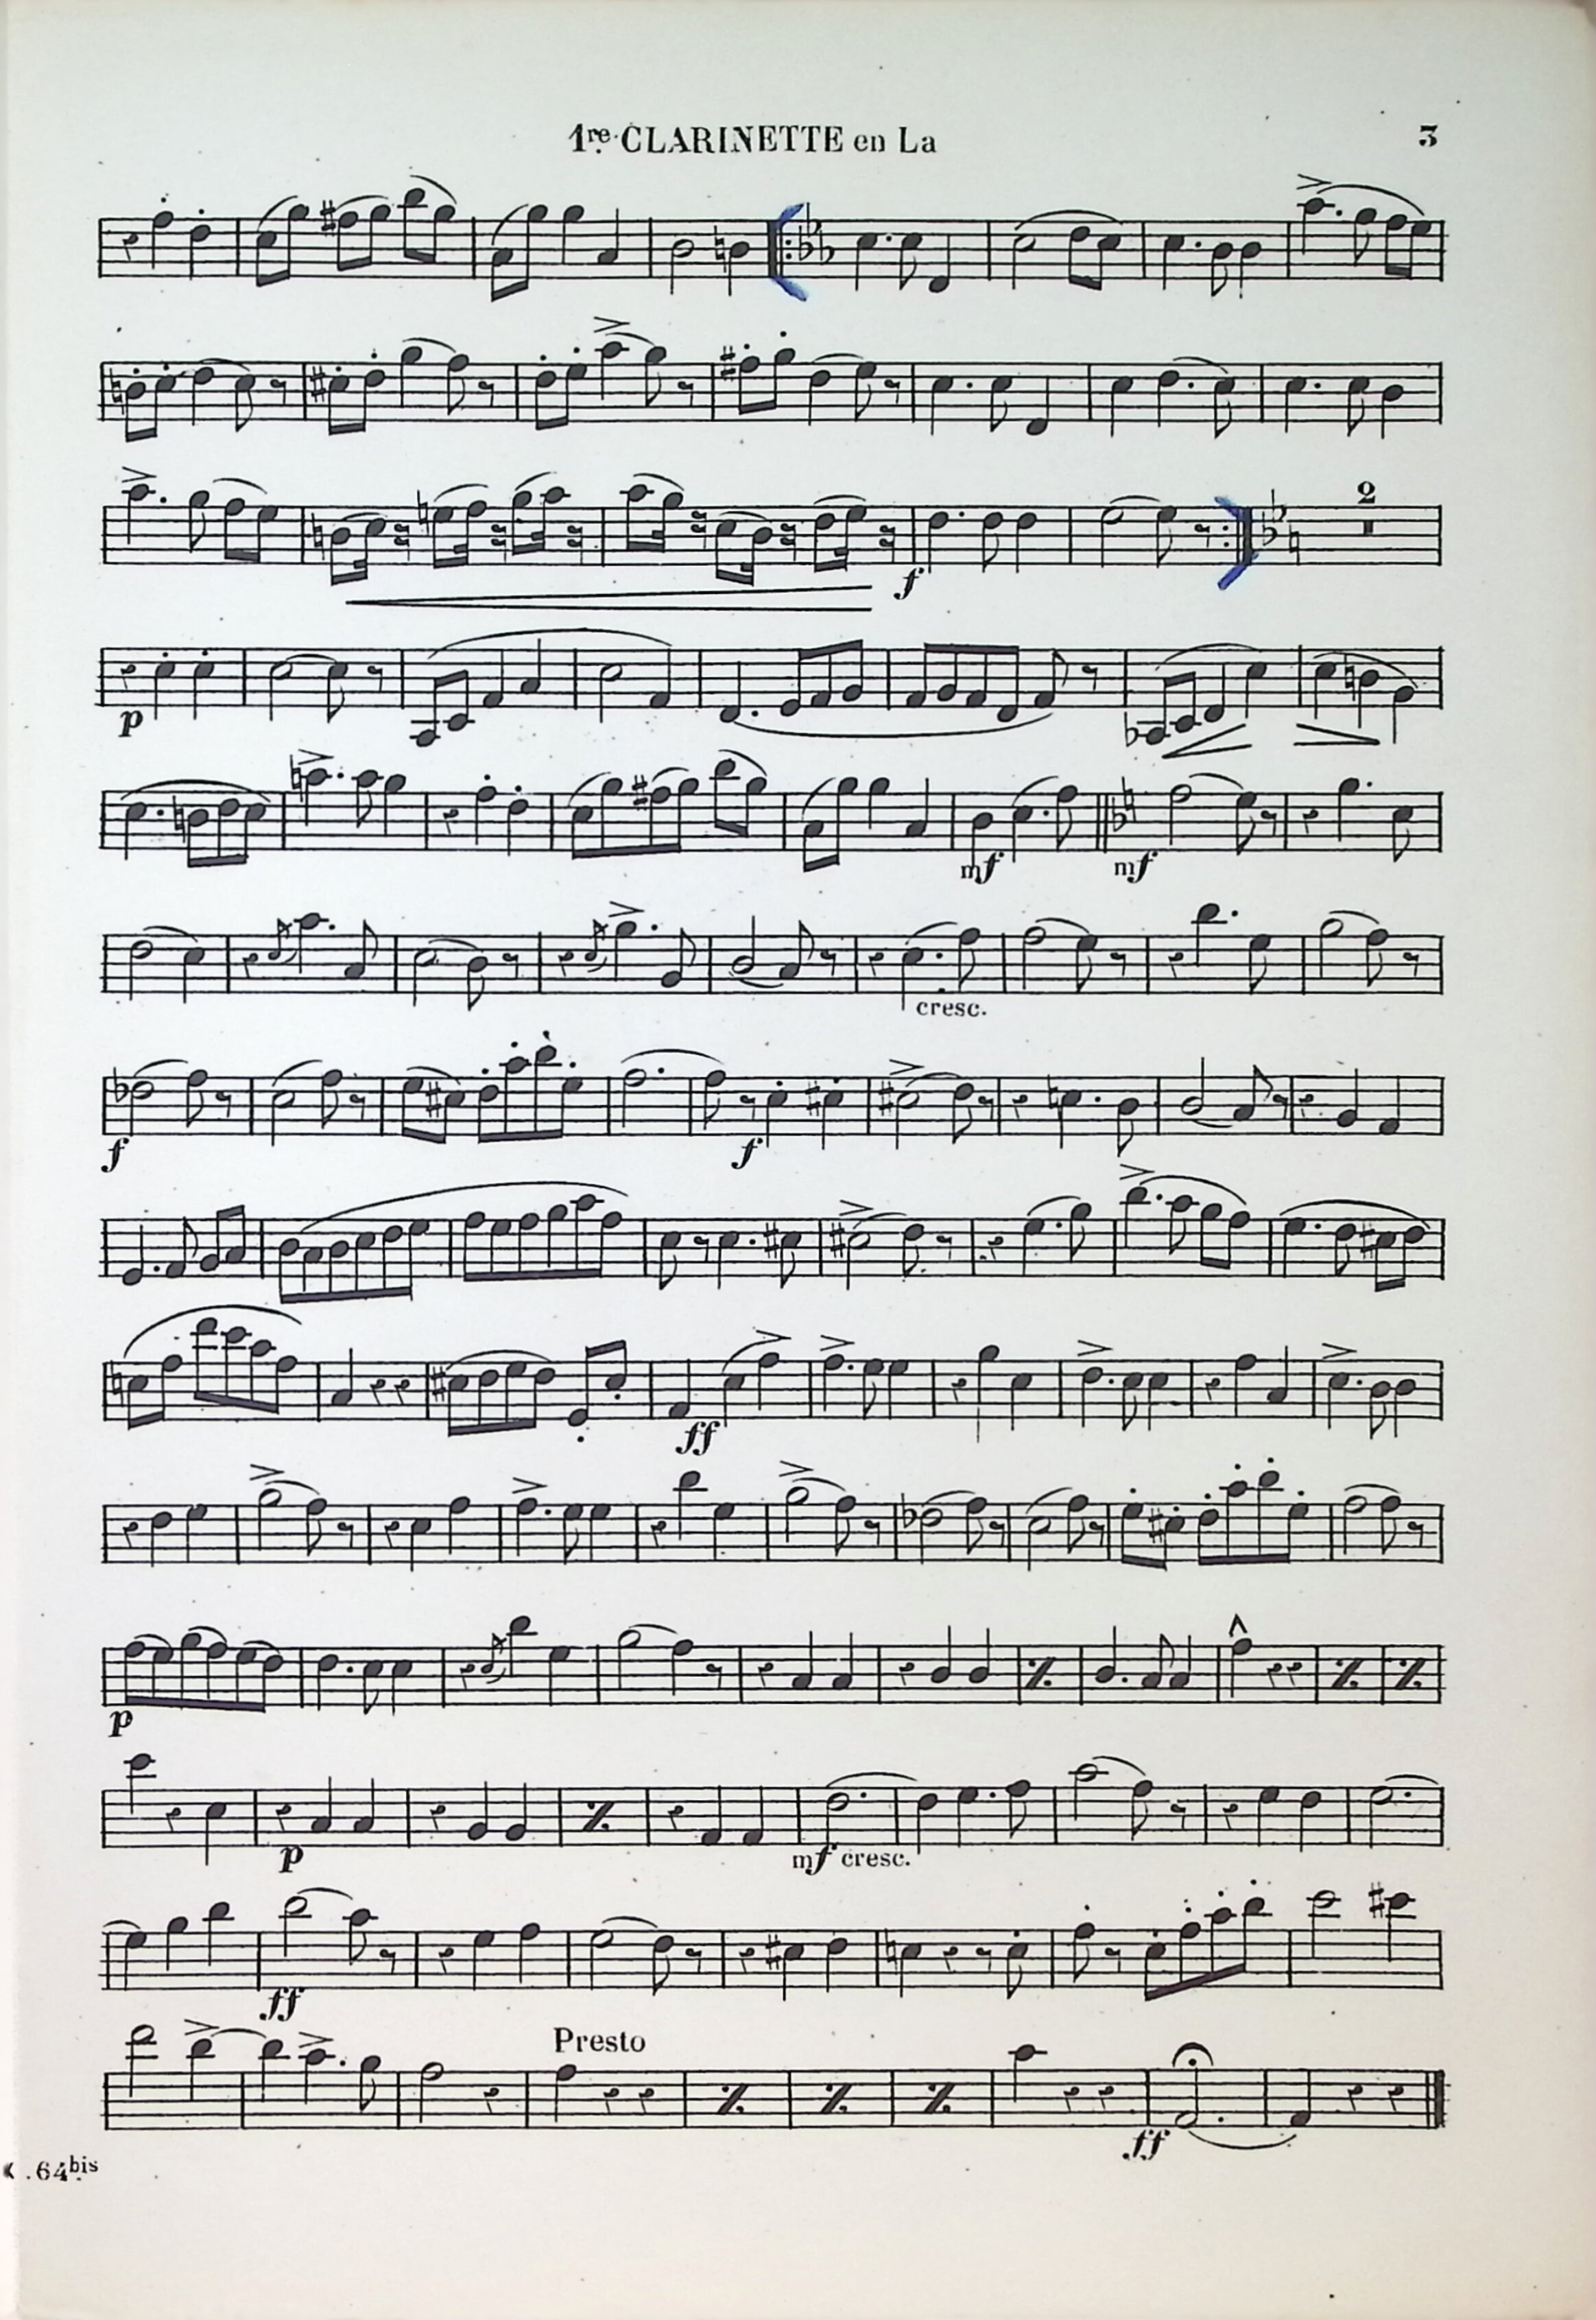 1re. CLARINETTE en La
3
f
2
p
mf
mf
cresc.
f
f
ff
p
p
mf cresc.
ff
Presto
ff
K .64bis